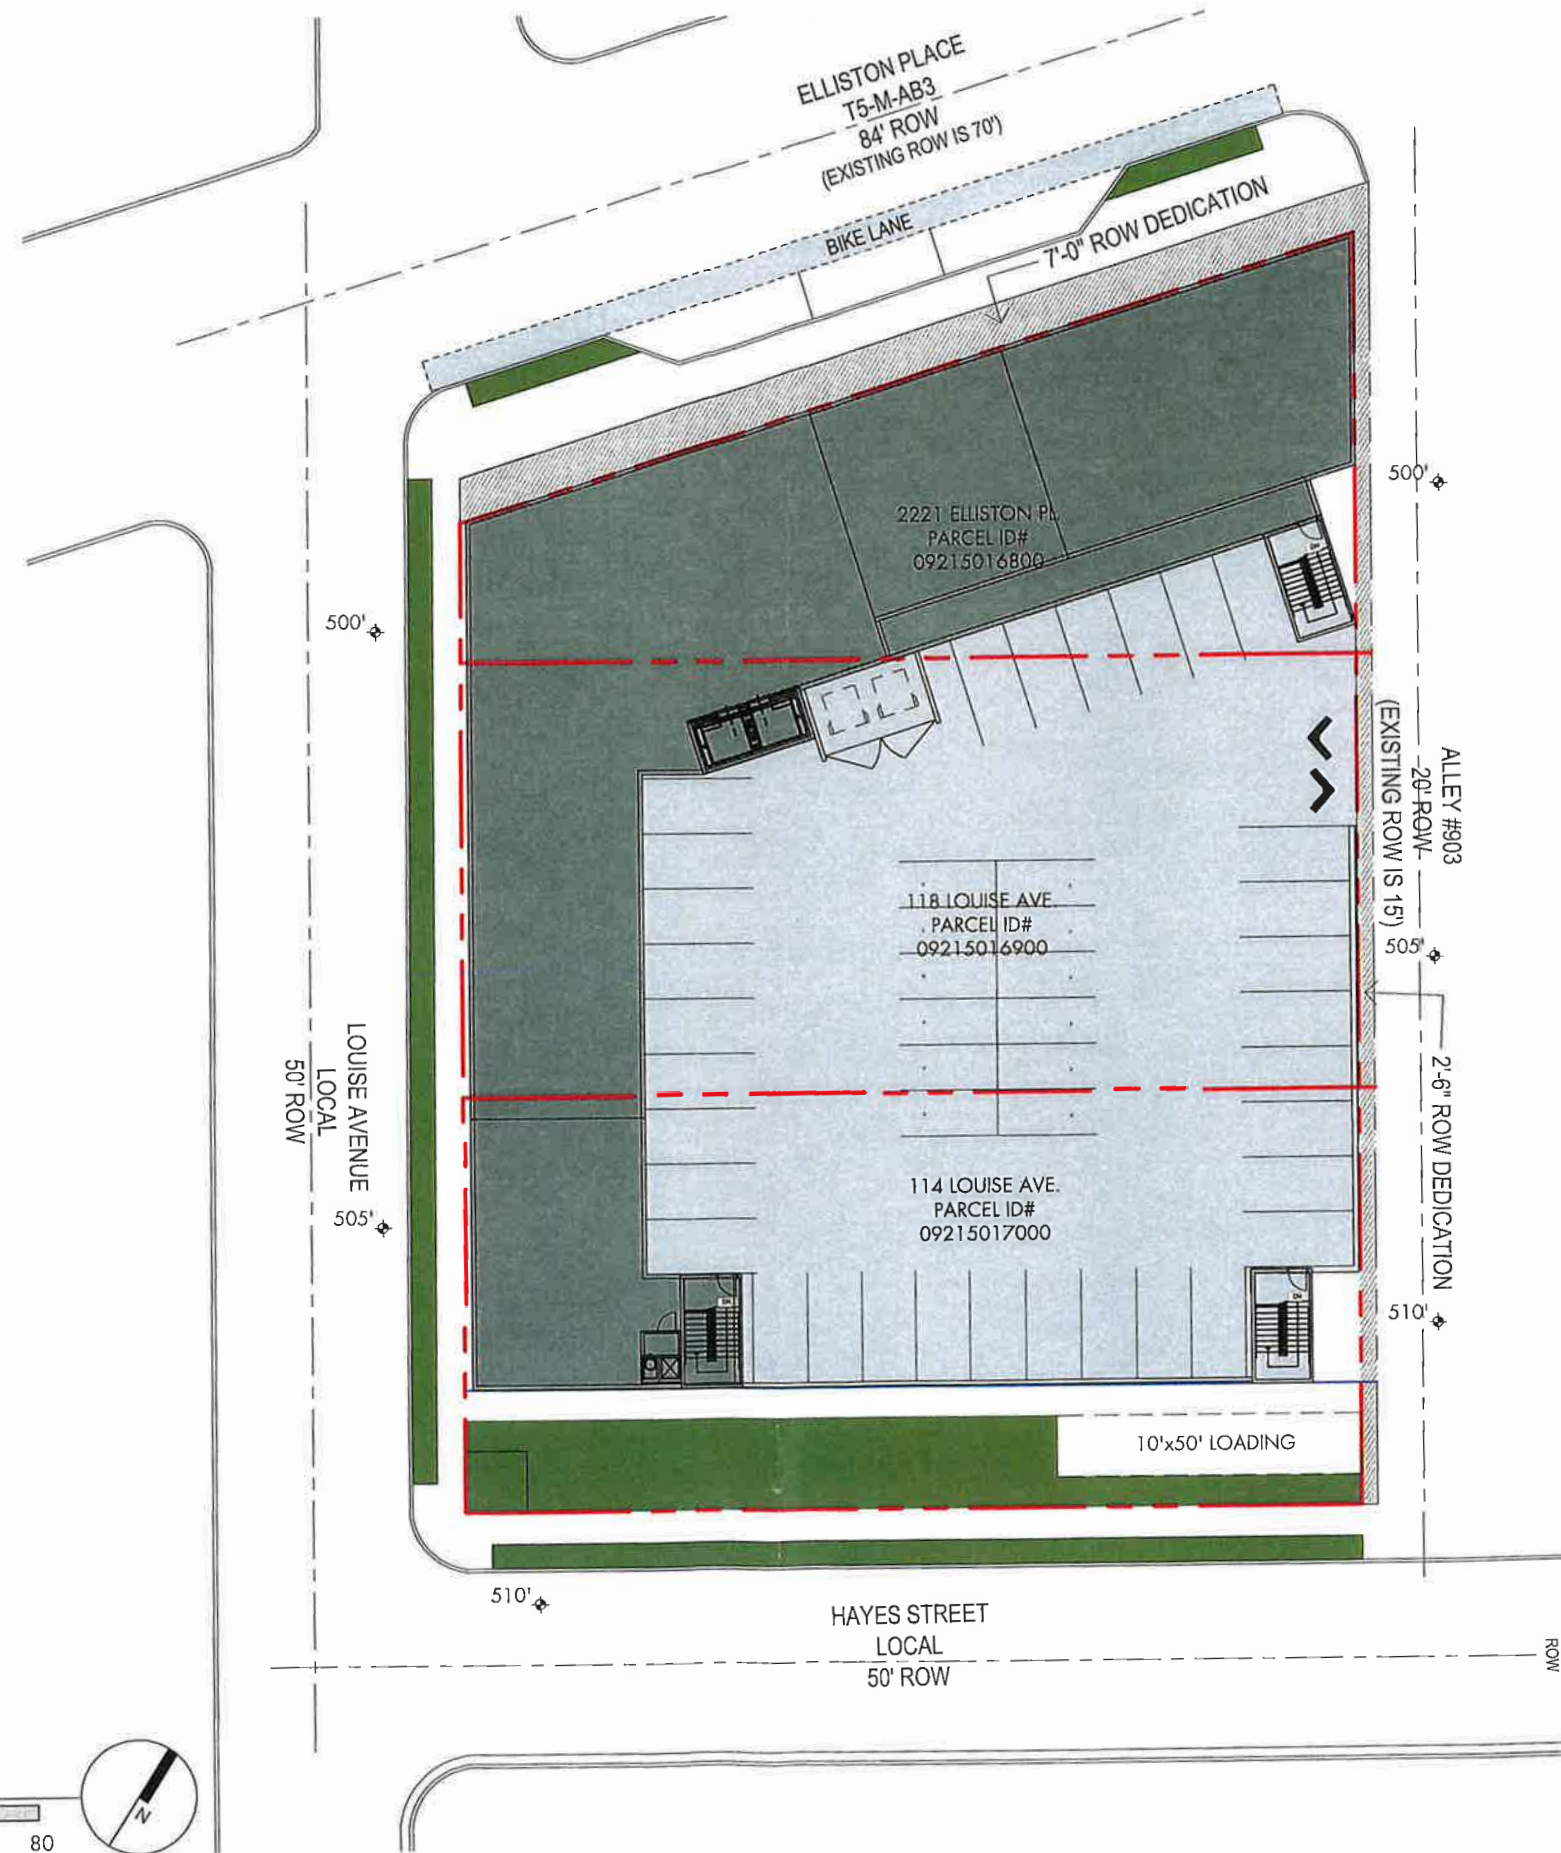 ELLISTON PLACE
T5-M-AB3
84' ROW
(EXISTING ROW IS 70')
BIKE LANE
7'-0" ROW DEDICATION
2221 ELLISTON PL
PARCEL ID#
09215016800
500'
500'
ALLEY #903
20' ROW
(EXISTING ROW IS 15')
118 LOUISE AVE.
PARCEL ID#
09215016900
505'
LOUISE AVENUE
LOCAL
50' ROW
2'-6" ROW DEDICATION
114 LOUISE AVE.
PARCEL ID#
09215017000
505'
510'
10'x50' LOADING
510'
HAYES STREET
LOCAL
50' ROW
ROW
N
80